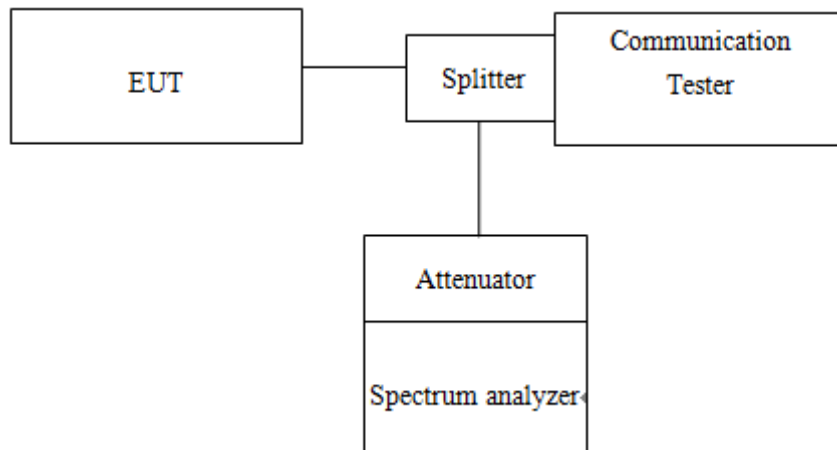 EUT
Splitter
Communication
Tester
Attenuator
Spectrum analyzer